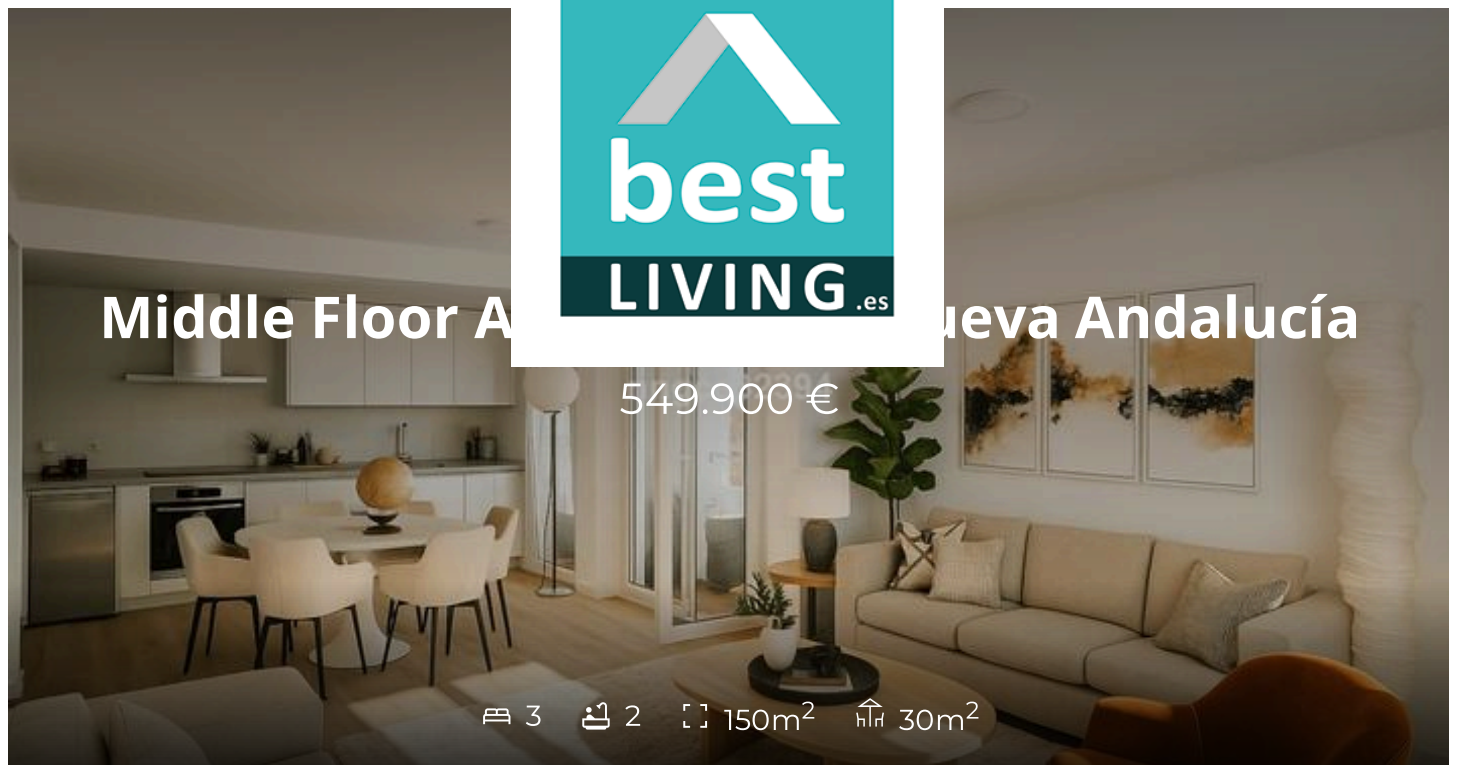 best
LIVING.es
Middle Floor A ueva Andalucía
549.900 €
3 2 150m² 30m²